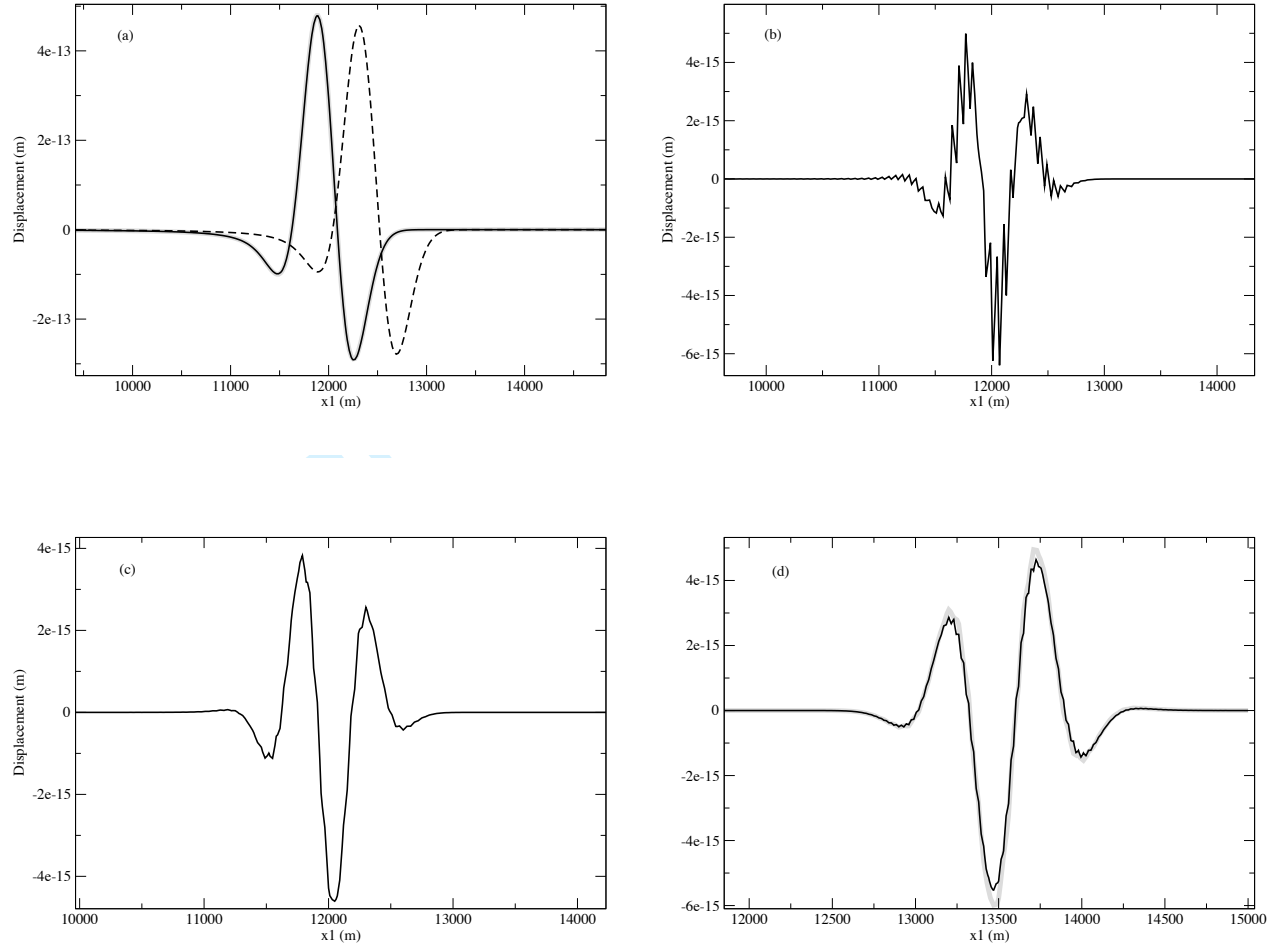 (a)
Displacement (m)
4e-13
2e-13
0
-2e-13
10000 11000 12000 13000 14000
x1 (m)
(b)
Displacement (m)
4e-15
2e-15
0
-2e-15
-4e-15
-6e-15
10000 11000 12000 13000 14000
x1 (m)
(c)
Displacement (m)
4e-15
2e-15
0
-2e-15
-4e-15
10000 11000 12000 13000 14000
x1 (m)
(d)
4e-15
2e-15
0
-2e-15
-4e-15
-6e-15
12000 12500 13000 13500 14000 14500 15000
x1 (m)